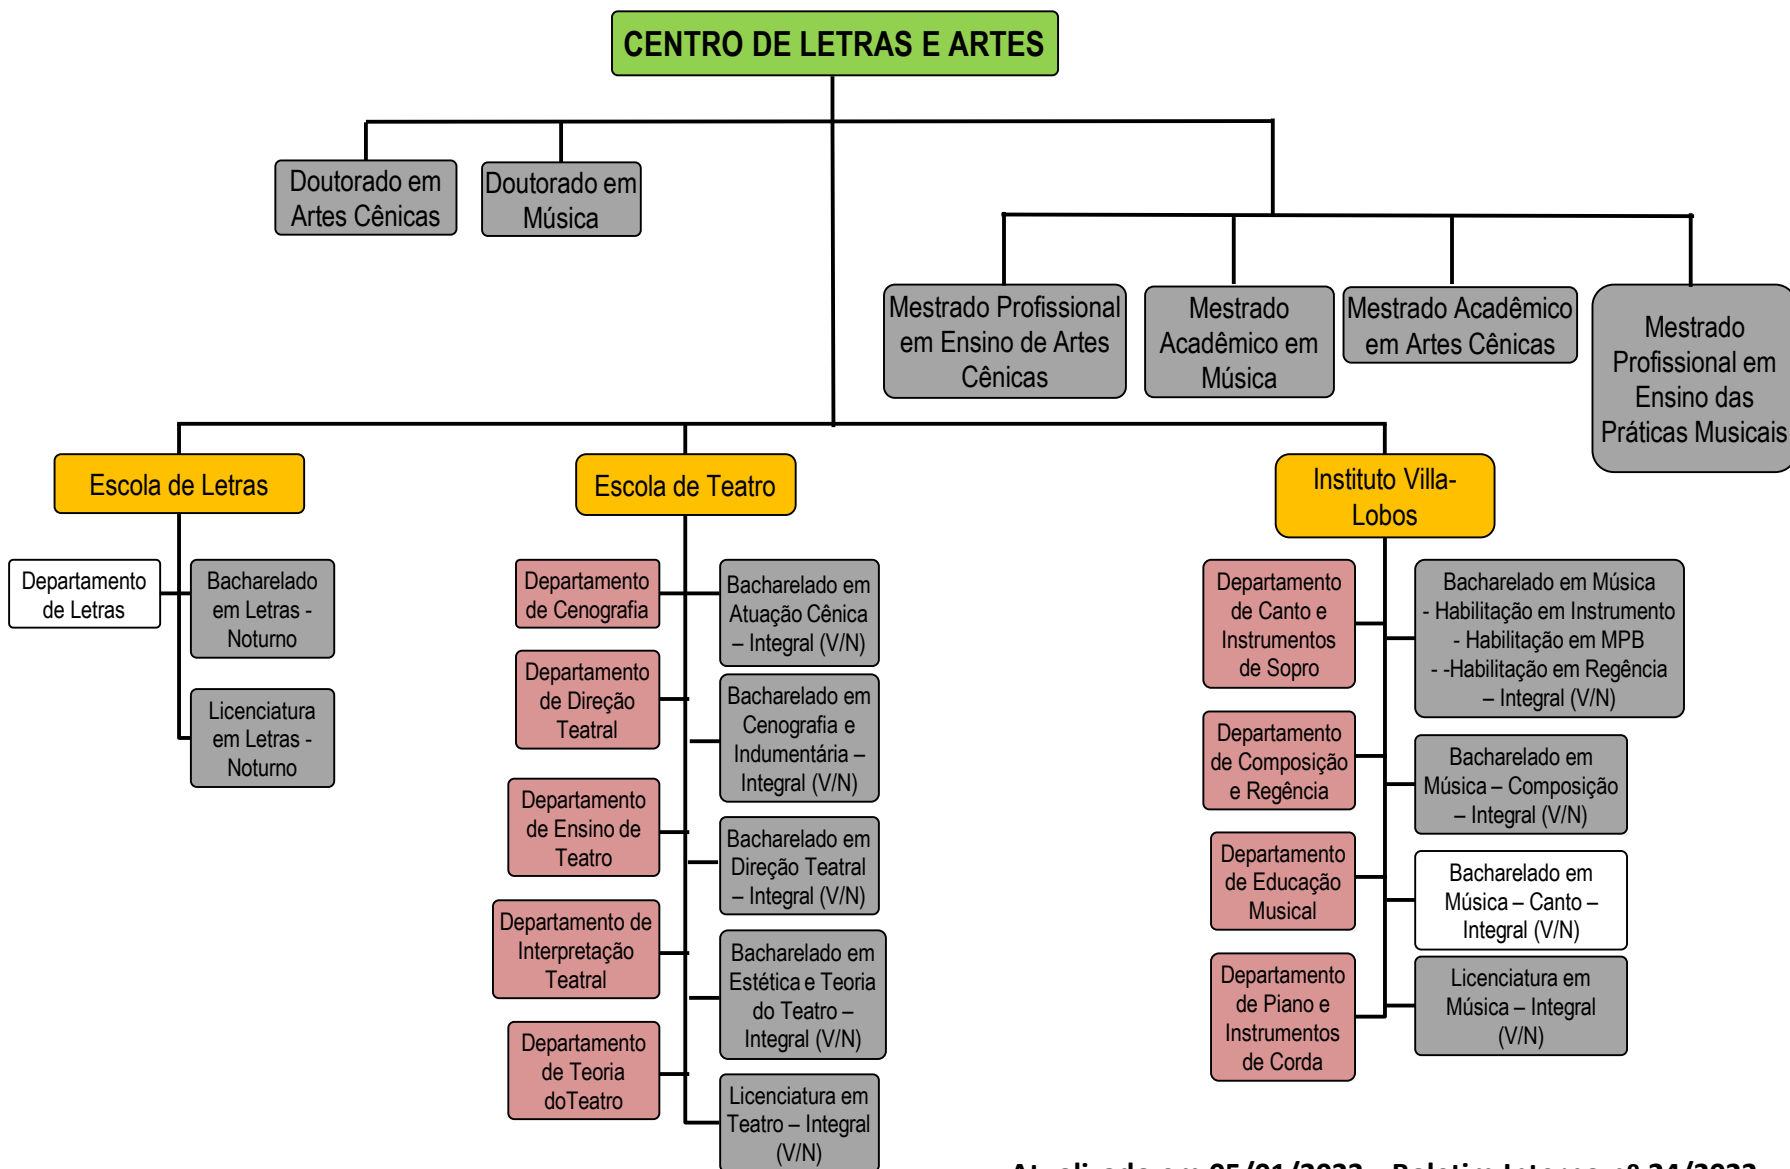 CENTRO DE LETRAS E ARTES
Doutorado em
Artes Cênicas
Doutorado em
Música
Mestrado Profissional
em Ensino de Artes
Cênicas
Mestrado
Acadêmico em
Música
Mestrado Acadêmico
em Artes Cênicas
Mestrado
Profissional em
Ensino das
Práticas Musicais
Escola de Letras
Departamento
de Letras
Bacharelado
em Letras -
Noturno
Licenciatura
em Letras -
Noturno
Escola de Teatro
Departamento
de Cenografia
Departamento
de Direção
Teatral
Departamento
de Ensino de
Teatro
Departamento de
Interpretação
Teatral
Departamento
de Teoria
doTeatro
Bacharelado em
Atuação Cênica
– Integral (V/N)
Bacharelado em
Cenografia e
Indumentária –
Integral (V/N)
Bacharelado em
Direção Teatral
– Integral (V/N)
Bacharelado em
Estética e Teoria
do Teatro –
Integral (V/N)
Licenciatura em
Teatro – Integral
(V/N)
Instituto Villa-
Lobos
Departamento
de Canto e
Instrumentos
de Sopro
Departamento
de Composição
e Regência
Departamento
de Educação
Musical
Departamento
de Piano e
Instrumentos
de Corda
Bacharelado em Música
- Habilitação em Instrumento
- Habilitação em MPB
- -Habilitação em Regência
– Integral (V/N)
Bacharelado em
Música – Composição
– Integral (V/N)
Bacharelado em
Música – Canto –
Integral (V/N)
Licenciatura em
Música – Integral
(V/N)